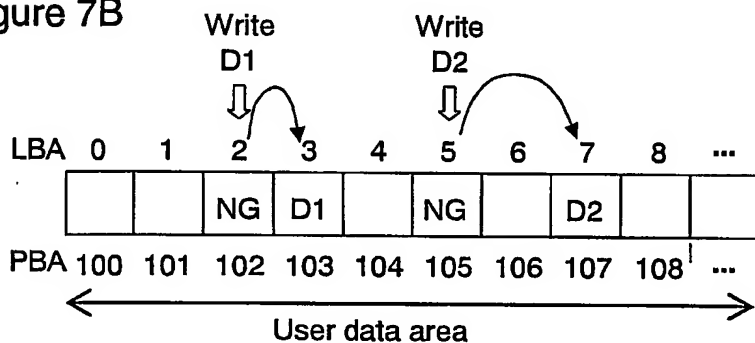 gure 7B
Write Write
D1 D2
LBA 0 1 2 3 4 5 6 7 8 ...
NG D1 NG D2
PBA 100 101 102 103 104 105 106 107 108 ...
User data area